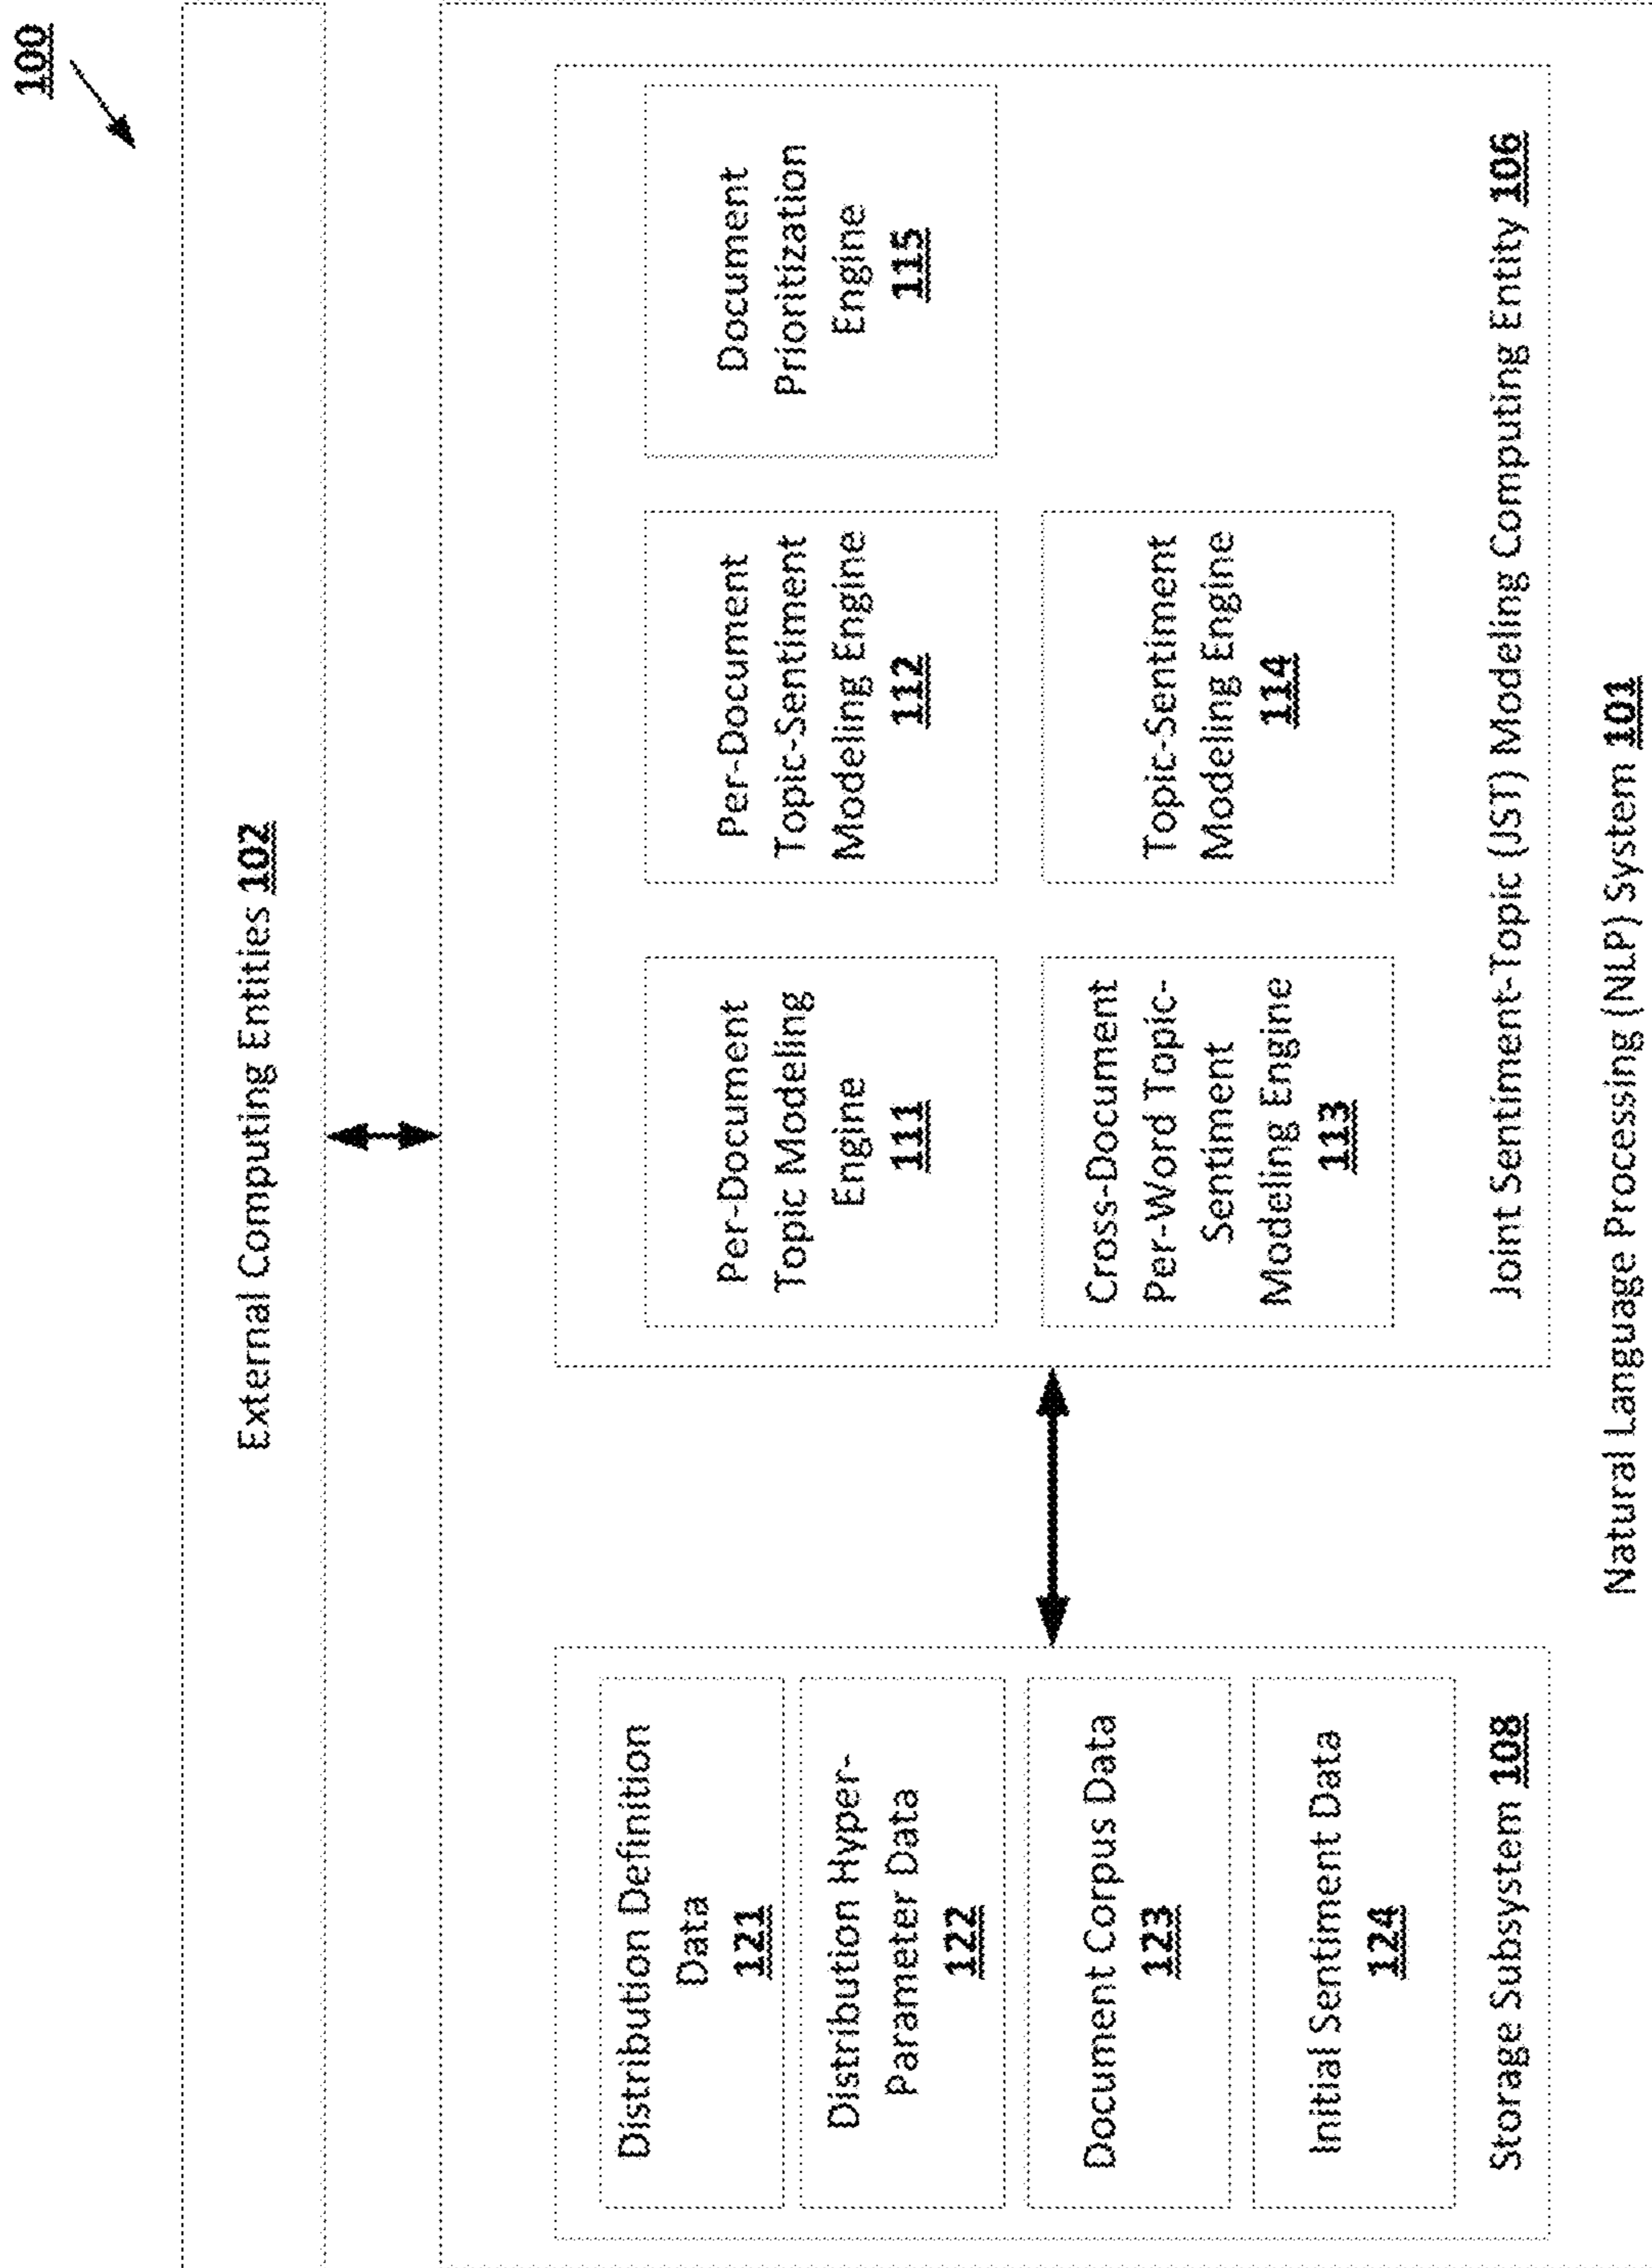 100
External Computing Entities 102
Distribution Definition
Data
121
Distribution Hyper-
Parameter Data
122
Document Corpus Data
123
Initial Sentiment Data
124
Storage Subsystem 108
Per-Document
Topic Modeling
Engine
111
Per-Document
Topic-Sentiment
Modeling Engine
112
Document
Prioritization
Engine
115
Cross-Document
Per-Word Topic-
Sentiment
Modeling Engine
113
Topic-Sentiment
Modeling Engine
114
Joint Sentiment-Topic (JST) Modeling Computing Entity 106
Natural Language Processing (NLP) System 101